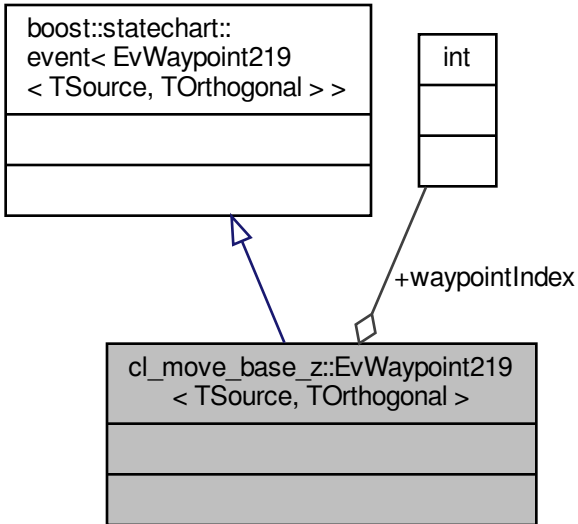 boost::statechart::
event< EvWaypoint219
< TSource, TOrthogonal > >
int
+waypointIndex
cl_move_base_z::EvWaypoint219
< TSource, TOrthogonal >